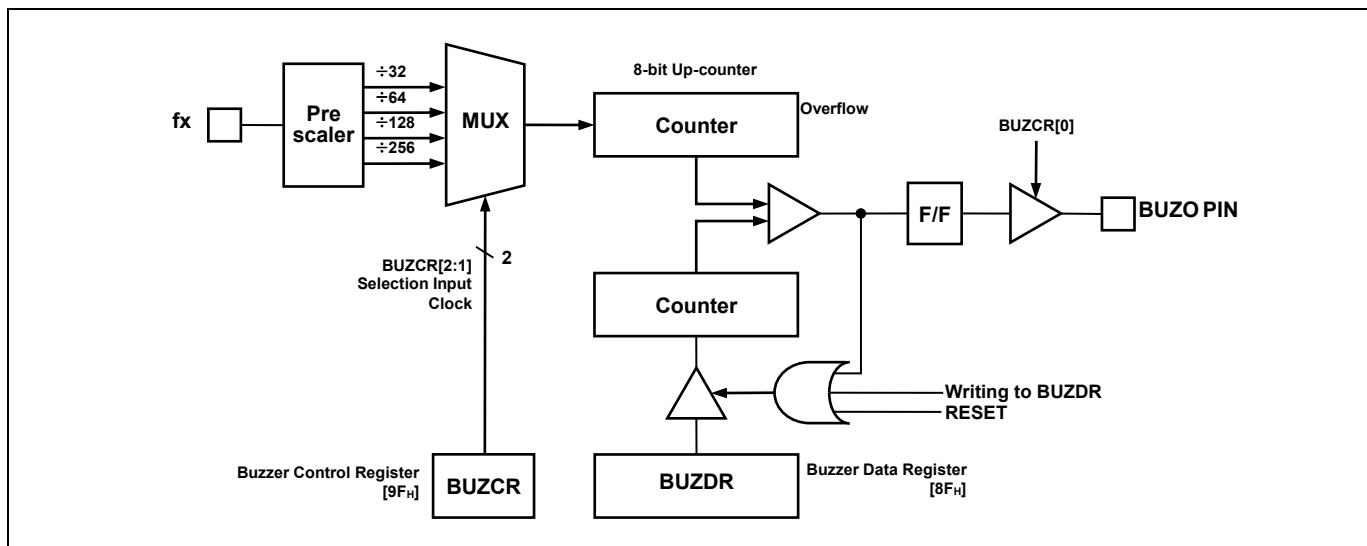 fx
Pre
scaler
÷32
÷64
÷128
÷256
MUX
8-bit Up-counter
Counter
Overflow
BUZCR[0]
F/F
BUZO PIN
2
BUZCR[2:1]
Selection Input
Clock
Counter
Writing to BUZDR
RESET
Buzzer Control Register
[9FH]
BUZCR
BUZDR
Buzzer Data Register
[8FH]